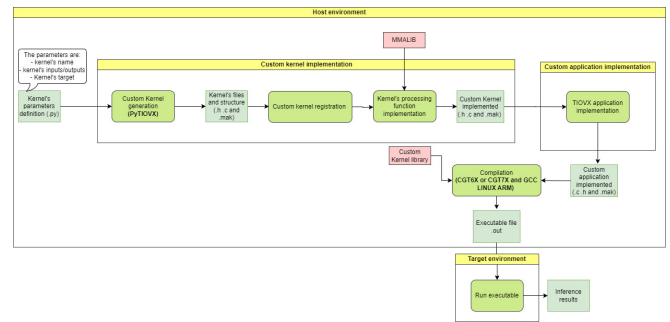 Host environment
MMALIB
The parameters are:
- kernel's name
- kernel's inputs/outputs
- Kernel's target
Custom kernel implementation
Custom application implementation
Kernel's
parameters
definition (.py)
Custom Kernel
generation
(PyTIOVX)
Kernel's files
and structure
(.h .c and
.mak)
Custom kernel registration
Kernel's processing
function
implementation
Custom Kernel
implemented
(.h .c and .mak)
TIOVX application
implementation
Custom
Kernel library
Compilation
(CGT6X or CGT7X and GCC
LINUX ARM)
Custom
application
implemented
(.c .h and .mak)
Executable file
.out
Target environment
Run executable
Inference
results